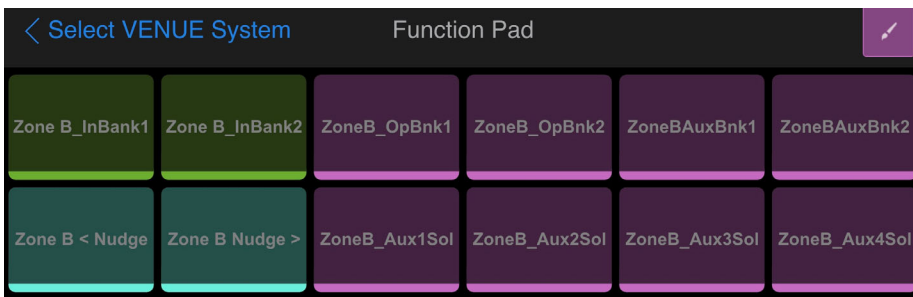 Select VENUE System
Function Pad
Zone B_InBank1
Zone B_InBank2
ZoneB_OpBnk1
ZoneB_OpBnk2
ZoneBAuxBnk1
ZoneBAuxBnk2
Zone B < Nudge
Zone B Nudge >
ZoneB_Aux1Sol
ZoneB_Aux2Sol
ZoneB_Aux3Sol
ZoneB_Aux4Sol